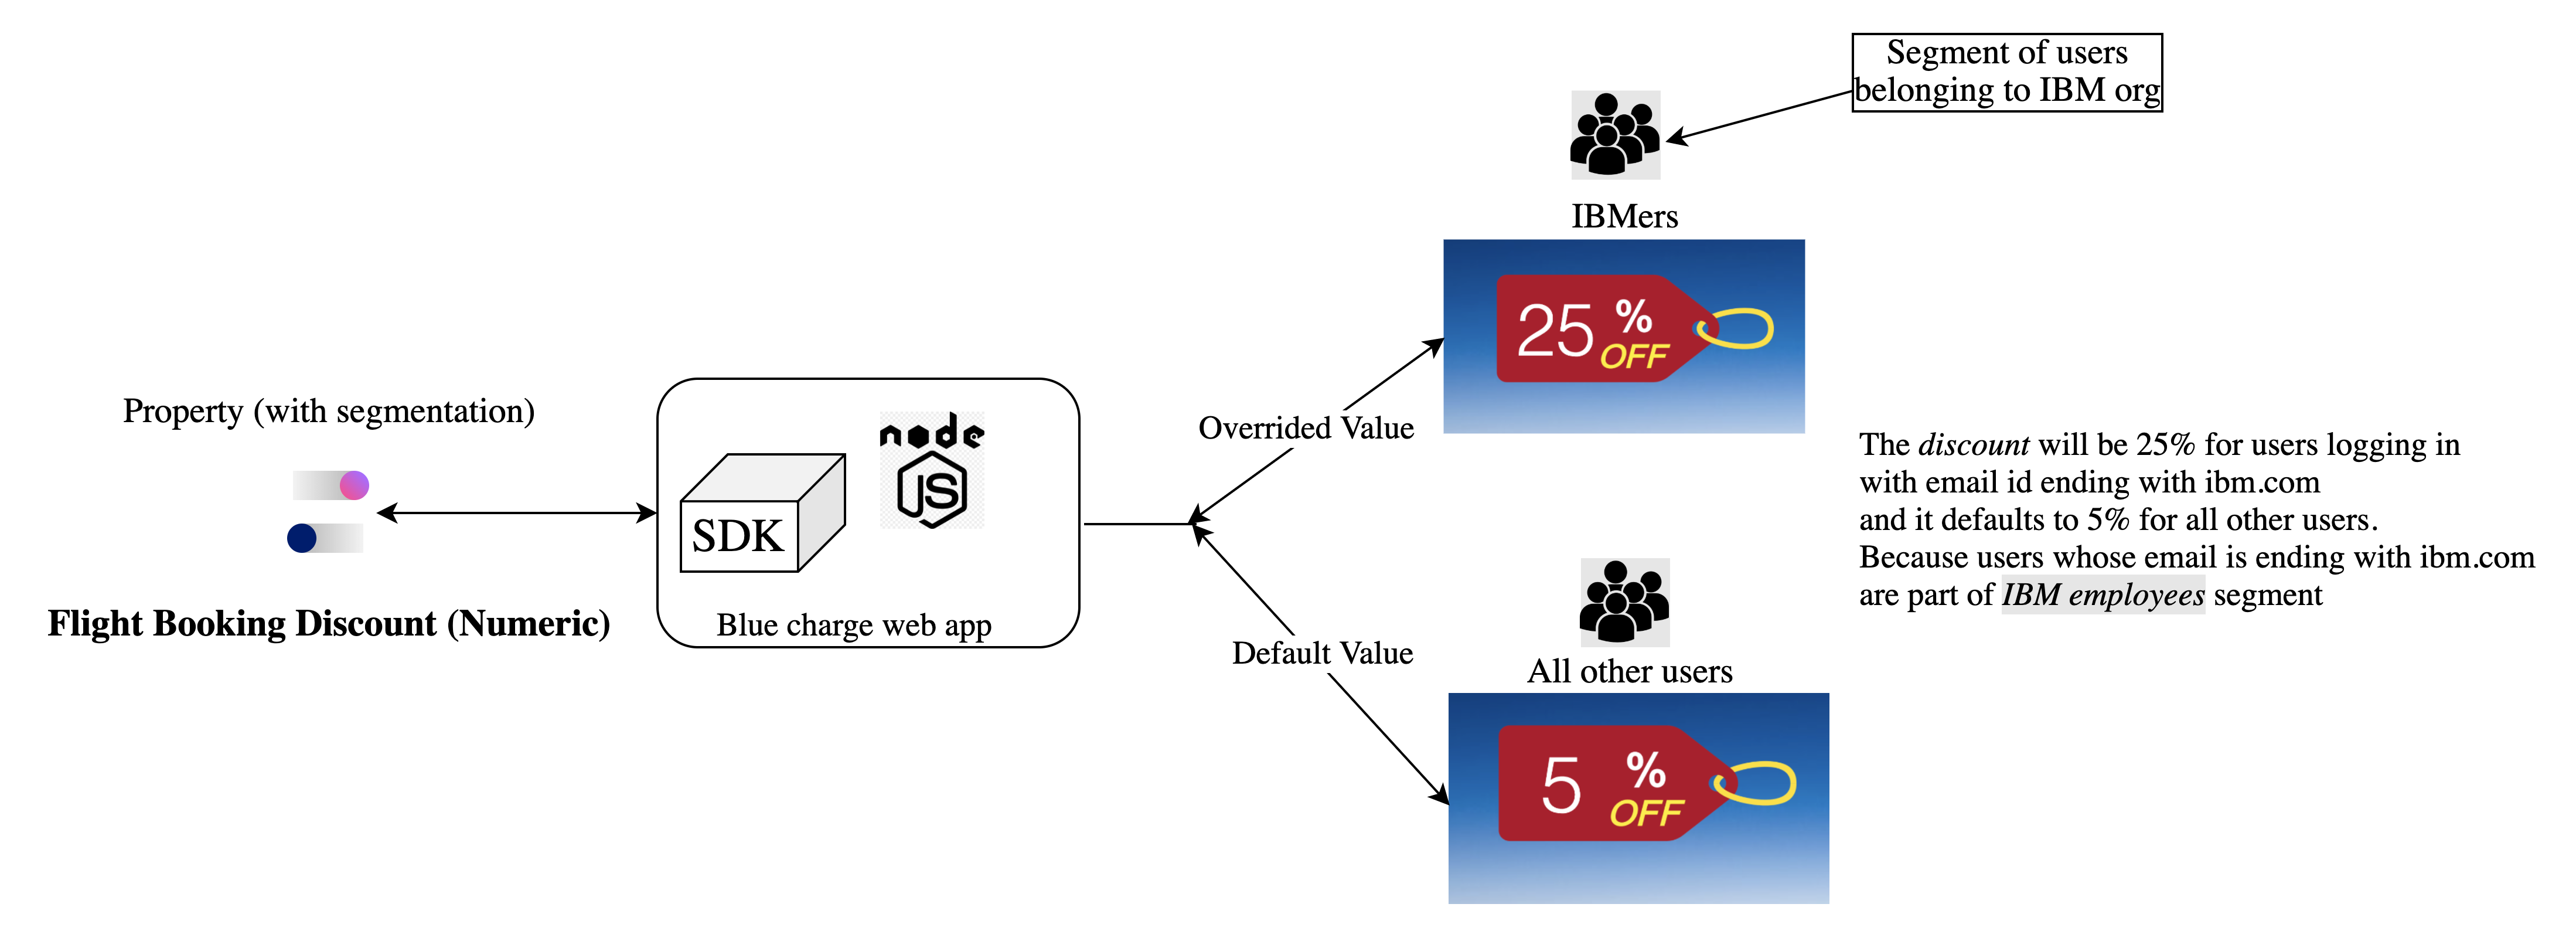 Segment of users
belonging to IBM org
IBMers
25 %
OFF
Overrided Value
Property (with segmentation)
Flight Booking Discount (Numeric)
node
JS
SDK
Blue charge web app
The discount will be 25% for users logging in
with email id ending with ibm.com
and it defaults to 5% for all other users.
Because users whose email is ending with ibm.com
are part of IBM employees segment
Default Value
All other users
5 %
OFF